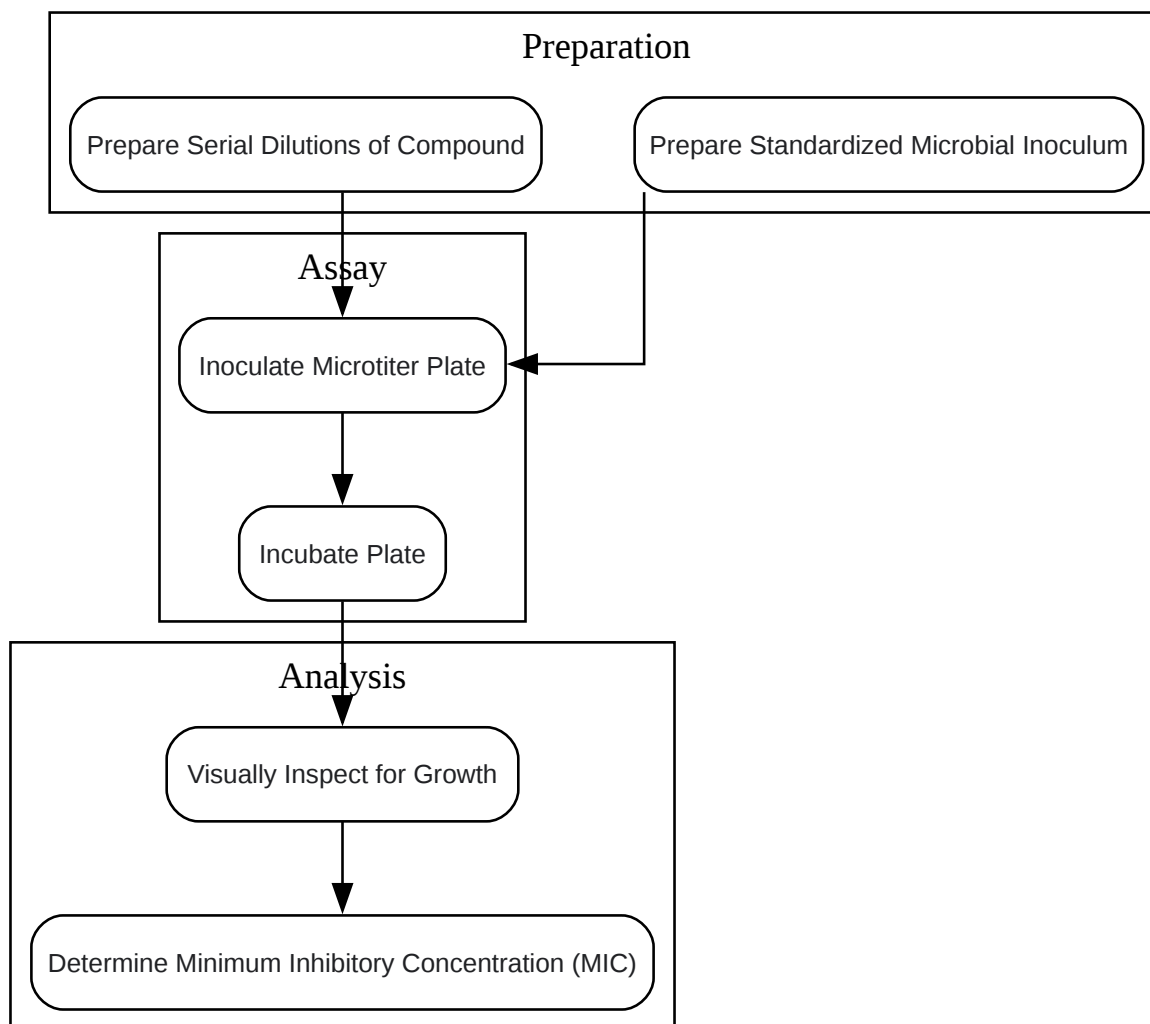 Preparation
Prepare Serial Dilutions of Compound
Prepare Standardized Microbial Inoculum
Assay
Inoculate Microtiter Plate
Incubate Plate
Analysis
Visually Inspect for Growth
Determine Minimum Inhibitory Concentration (MIC)